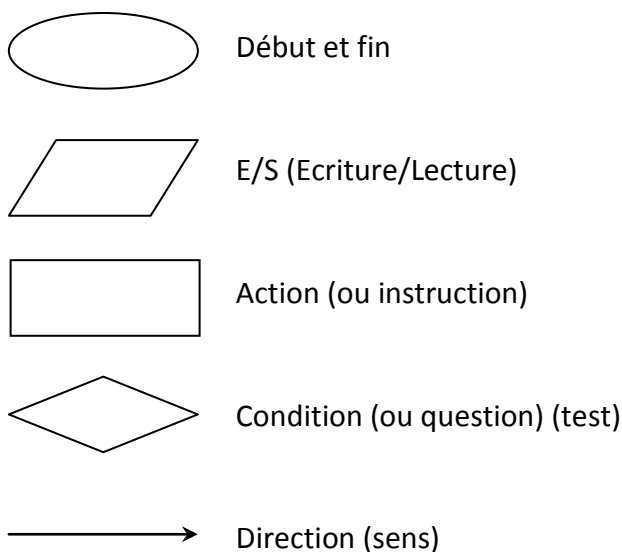 Début et fin
E/S (Ecriture/Lecture)
Action (ou instruction)
Condition (ou question) (test)
Direction (sens)